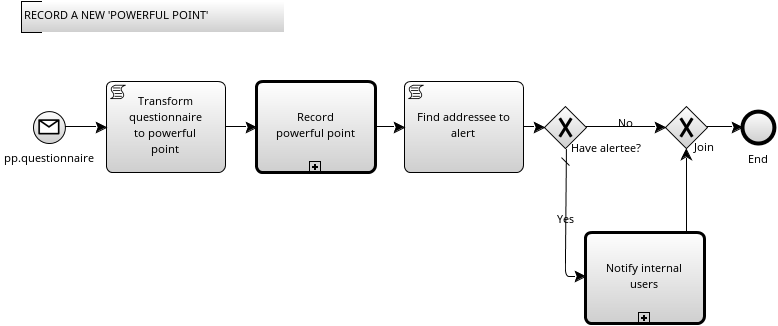 RECORD A NEW 'POWERFUL POINT'
Transform
questionnaire
to powerful
point
Record
powerful point
Find addressee to
alert
No
Have alertee?
Join
pp.questionnaire
End
Yes
Notify internal
users